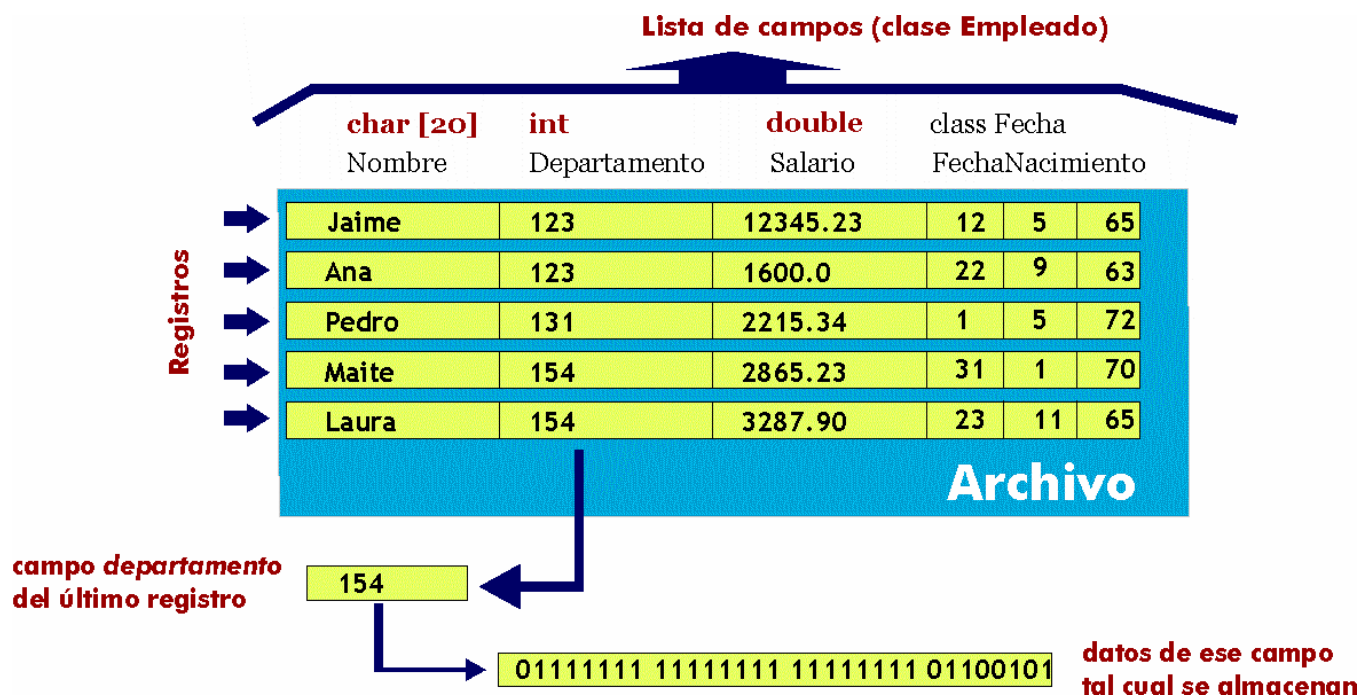 Lista de campos (clase Empleado)
char [20] int double class Fecha
Nombre Departamento Salario FechaNacimiento
Registros
Jaime 123 12345.23 12 5 65
Ana 123 1600.0 22 9 63
Pedro 131 2215.34 1 5 72
Maite 154 2865.23 31 1 70
Laura 154 3287.90 23 11 65
Archivo
campo departamento
del último registro
154
01111111 11111111 11111111 01100101
datos de ese campo
tal cual se almacenan